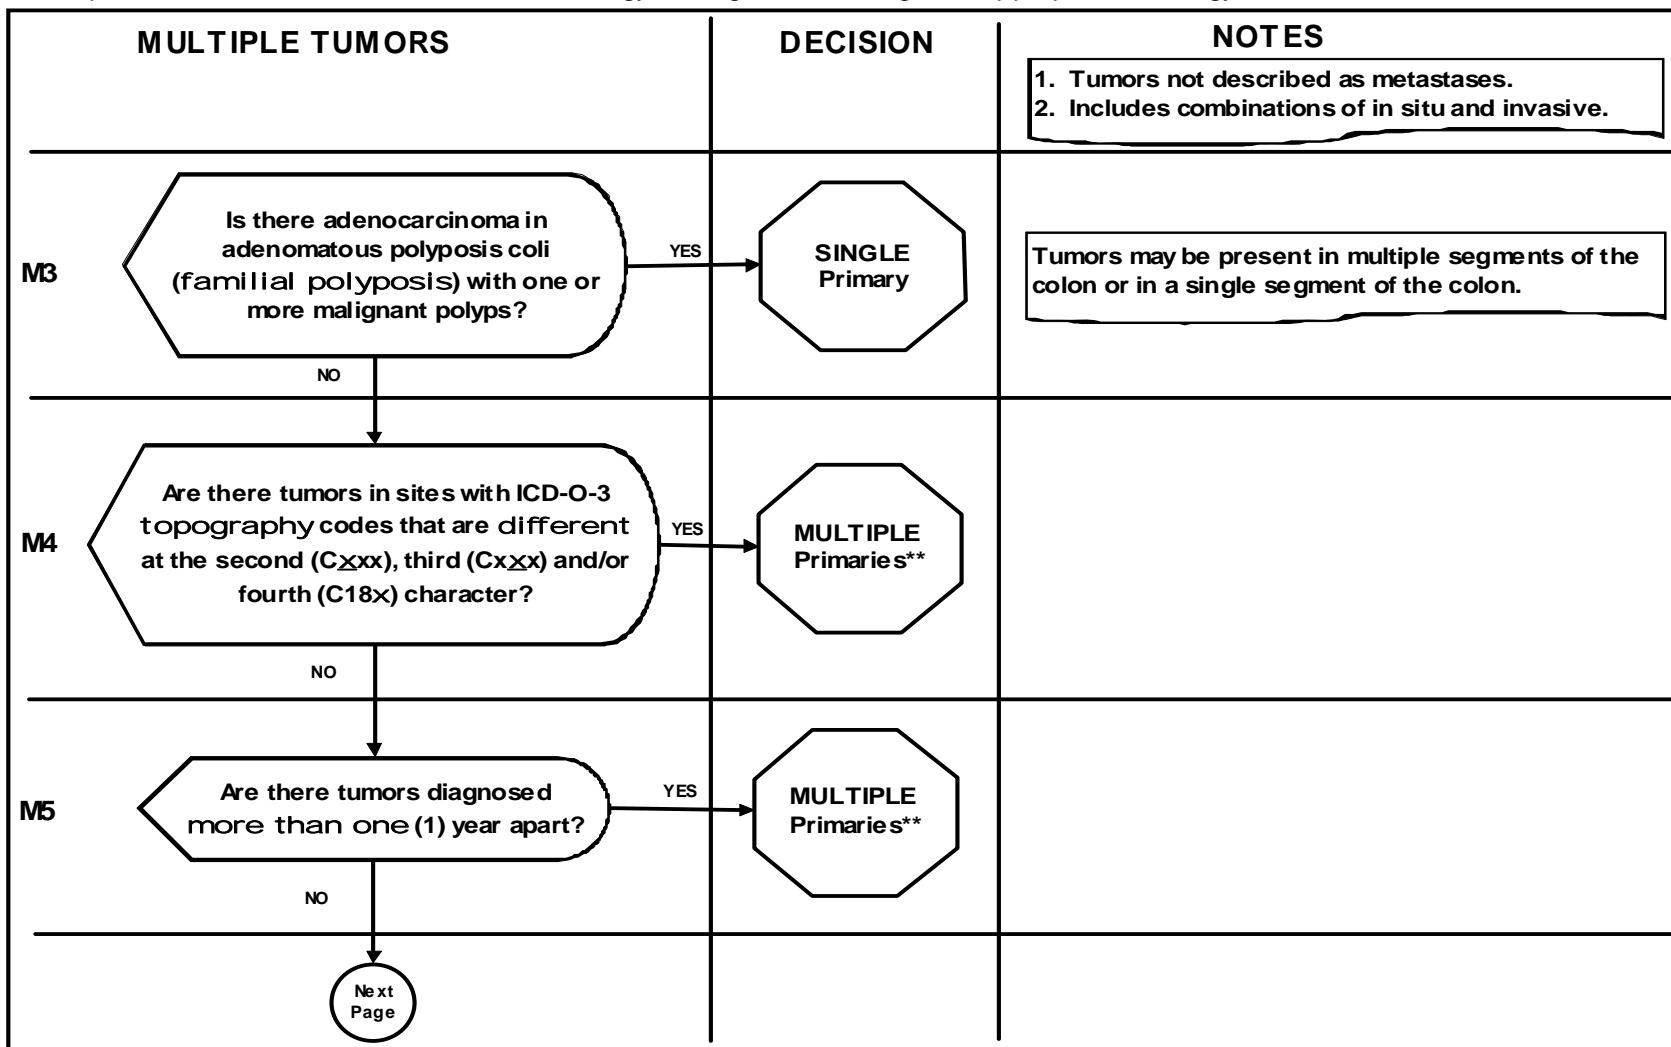 MULTIPLE TUMORS
DECISION
NOTES
1. Tumors not described as metastases.
2. Includes combinations of in situ and invasive.
M3
Is there adenocarcinoma in
adenomatous polyposis coli
(familial polyposis) with one or
more malignant polyps?
YES
SINGLE
Primary
Tumors may be present in multiple segments of the
colon or in a single segment of the colon.
NO
M4
Are there tumors in sites with ICD-O-3
topography codes that are different
at the second (Cxxx), third (Cxxx) and/or
fourth (C18x) character?
YES
MULTIPLE
Primaries**
NO
M5
Are there tumors diagnosed
more than one (1) year apart?
YES
MULTIPLE
Primaries**
NO
Next
Page